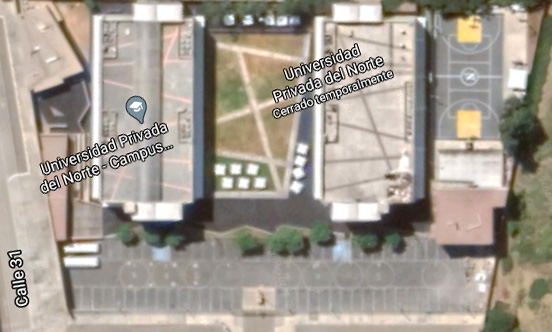 Universidad
Privada del Norte
Cerrado temporalmente
Universidad Privada
del Norte - Campus...
Calle 31
N